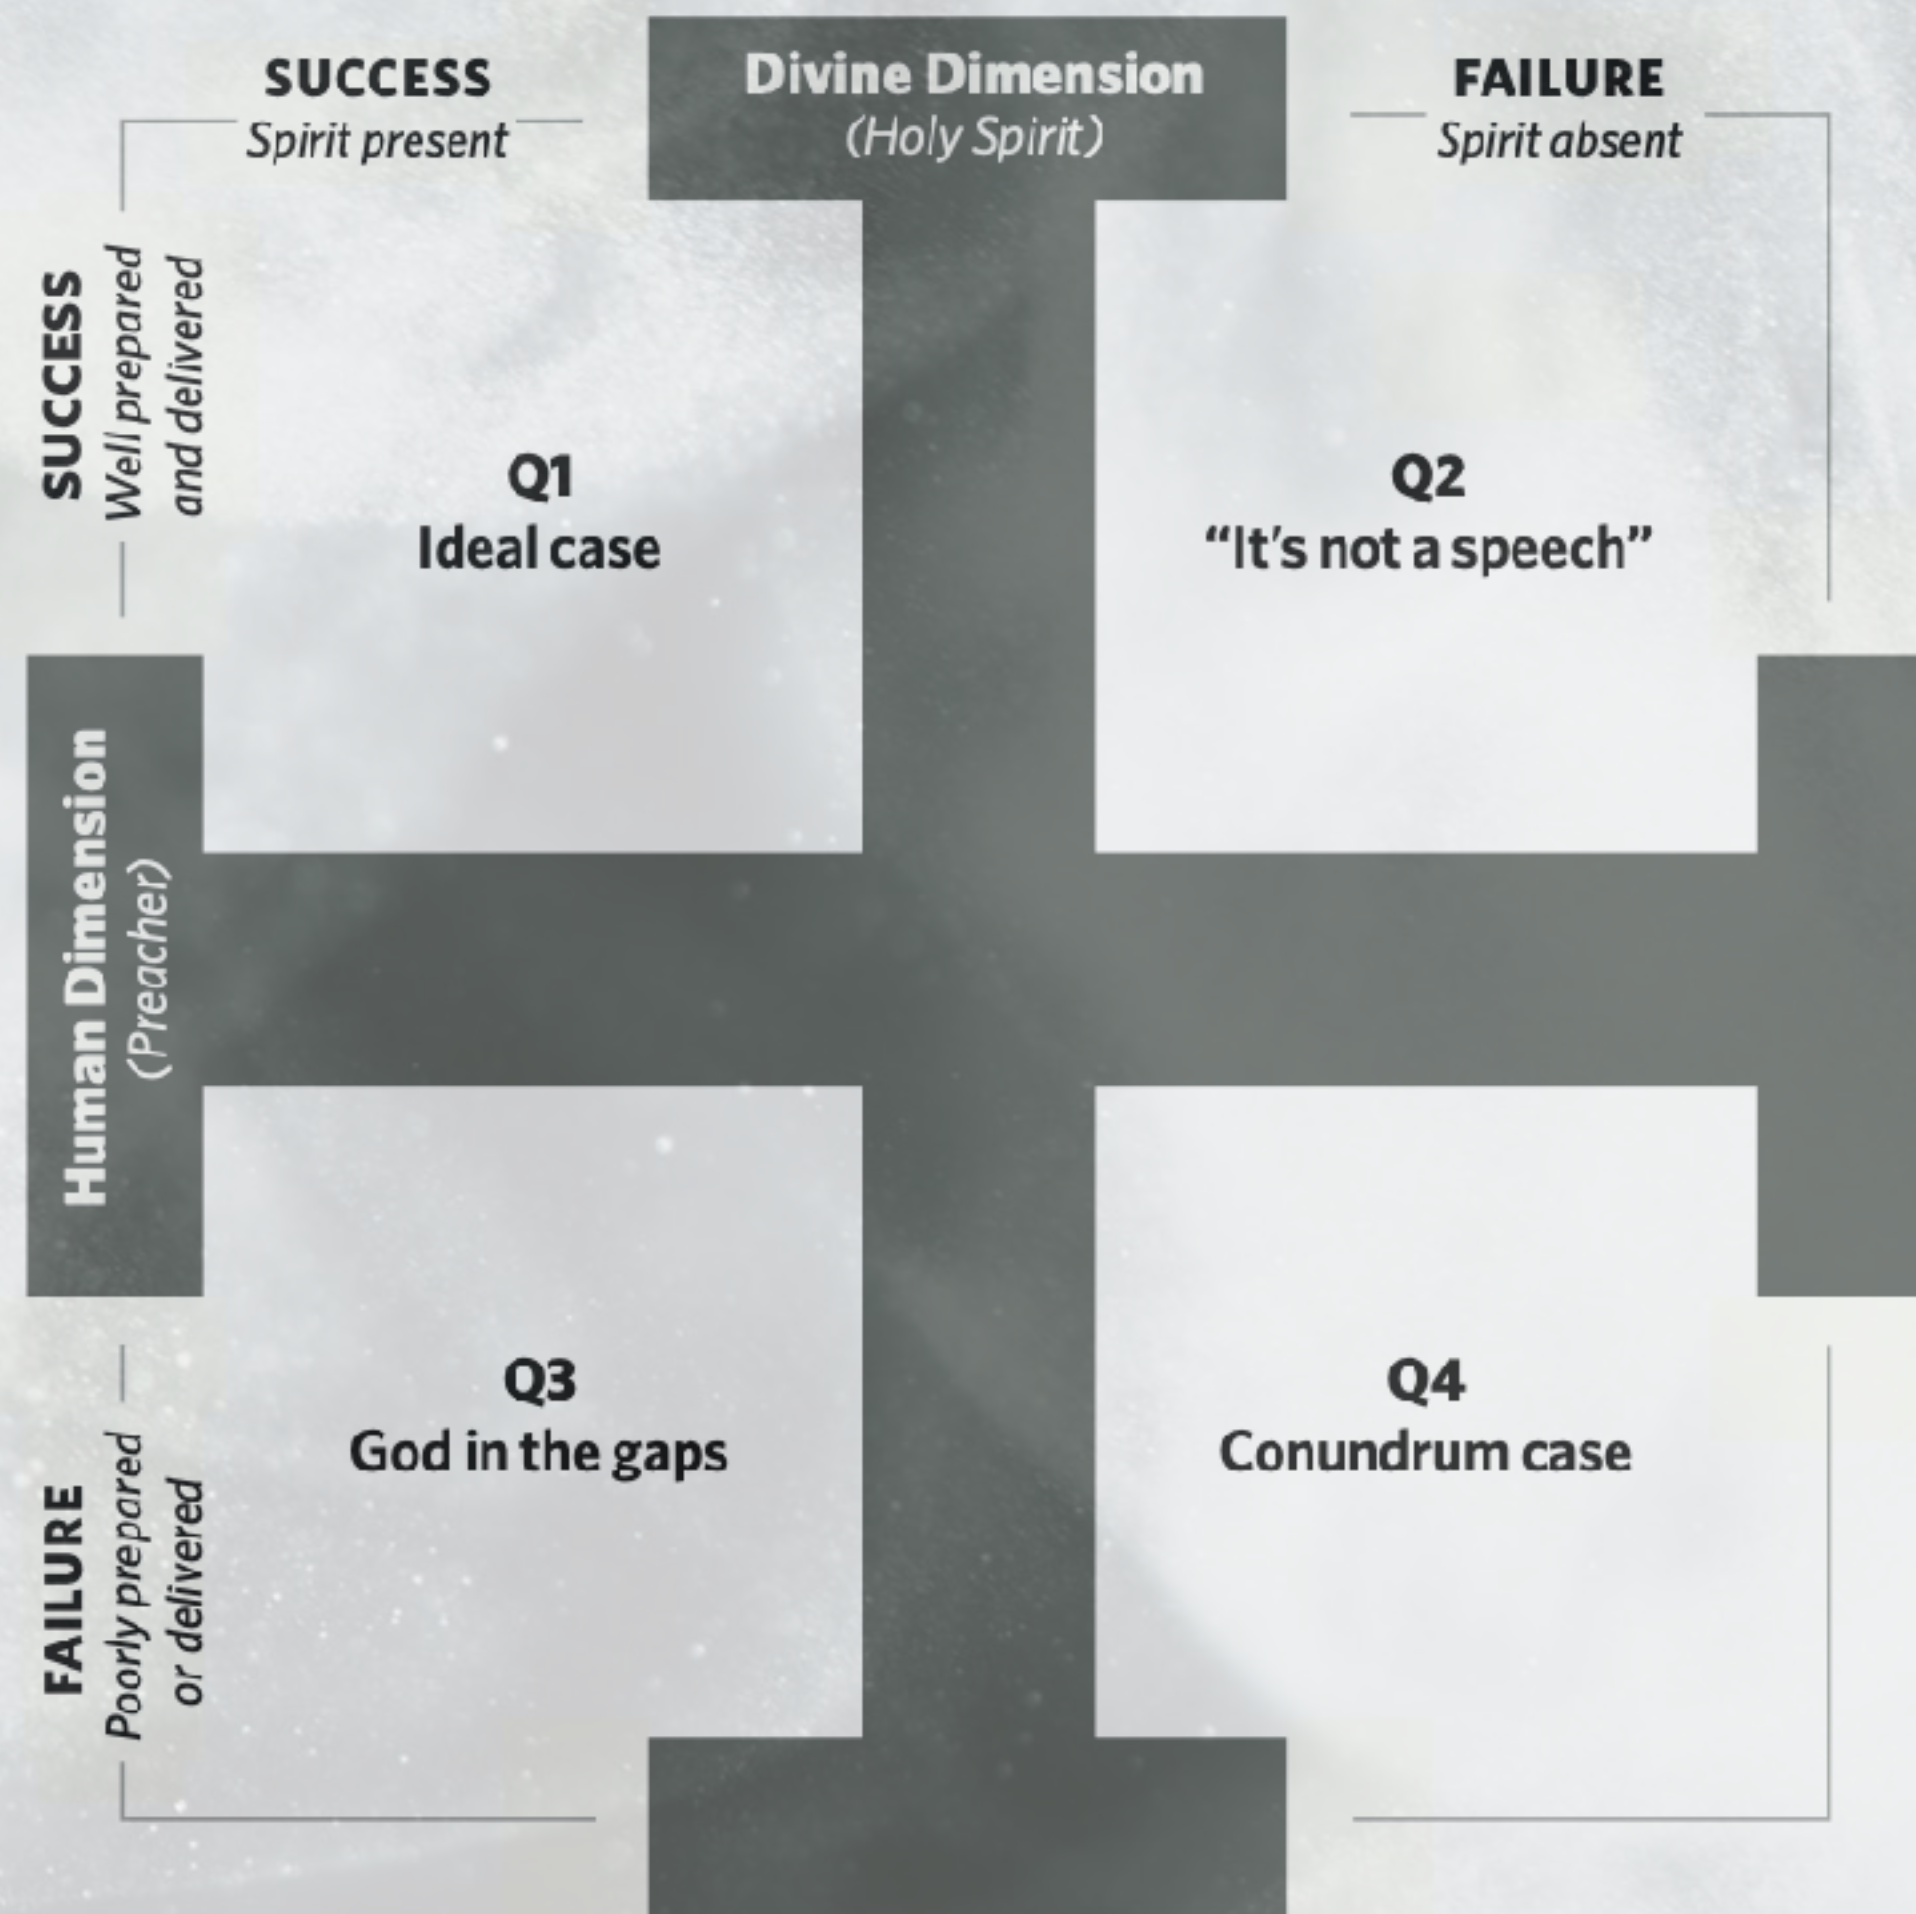 SUCCESS
Spirit present
Divine Dimension
(Holy Spirit)
FAILURE
Spirit absent
SUCCESS
Well prepared
and delivered
Q1
Ideal case
Q2
“It’s not a speech”
Human Dimension
(Preacher)
FAILURE
Poorly prepared
or delivered
Q3
God in the gaps
Q4
Conundrum case